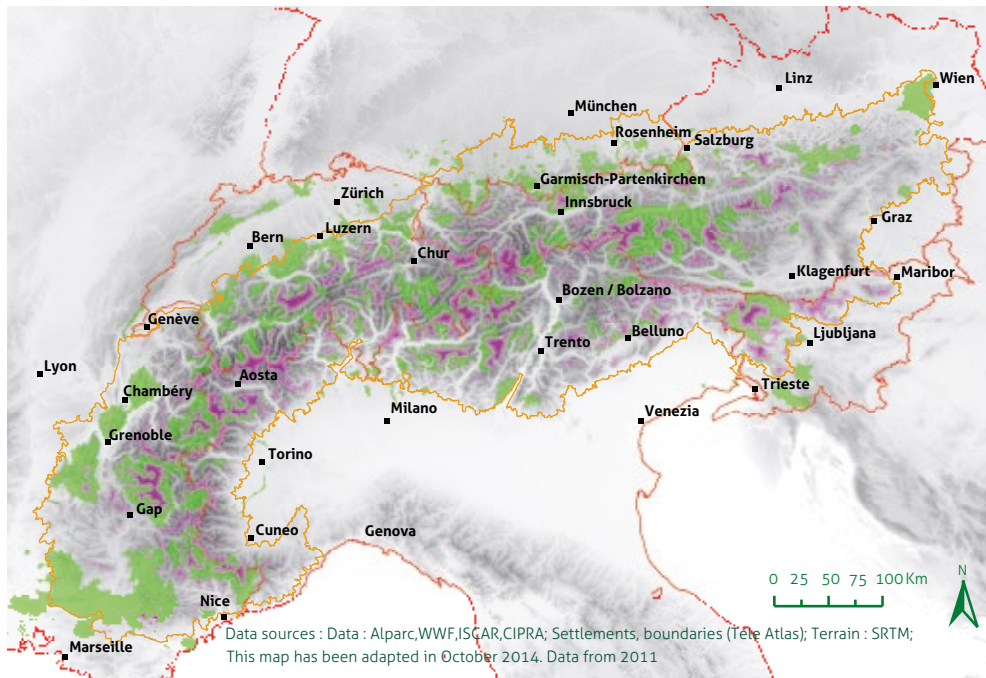 Linz
Wien
München
Rosenheim
Salzburg
Garmisch-Partenkirchen
Zürich
Innsbruck
Luzern
Graz
Bern
Chur
Klagenfurt
Maribor
Bozen / Bolzano
Genève
Belluno
Ljubljana
Trento
Lyon
Aosta
Trieste
Chambéry
Milano
Venezia
Grenoble
Torino
Gap
Cuneo
Genova
N
0 25 50 75 100 Km
Nice
Data sources : Data : Alparc,WWF,ISCAR,CIPRA; Settlements, boundaries (Tele Atlas); Terrain : SRTM;
Marseille
This map has been adapted in October 2014. Data from 2011